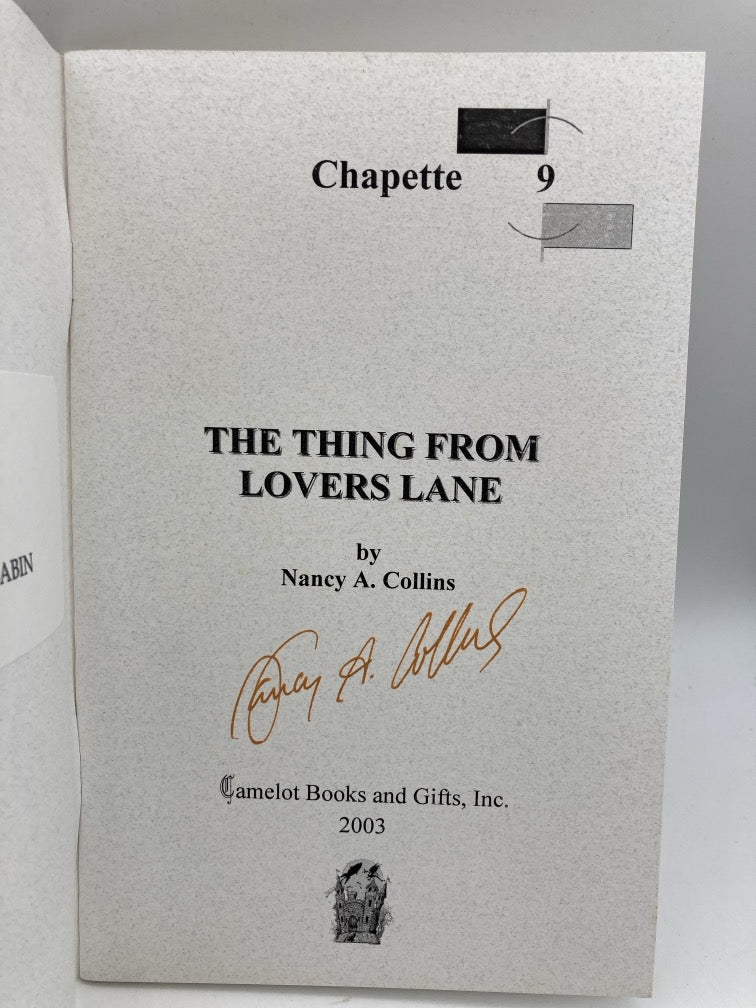 Chapette 9
THE THING FROM
LOVERS LANE
by
Nancy A. Collins
Nancy A. Collins
Camelot Books and Gifts, Inc.
2003
ABIN